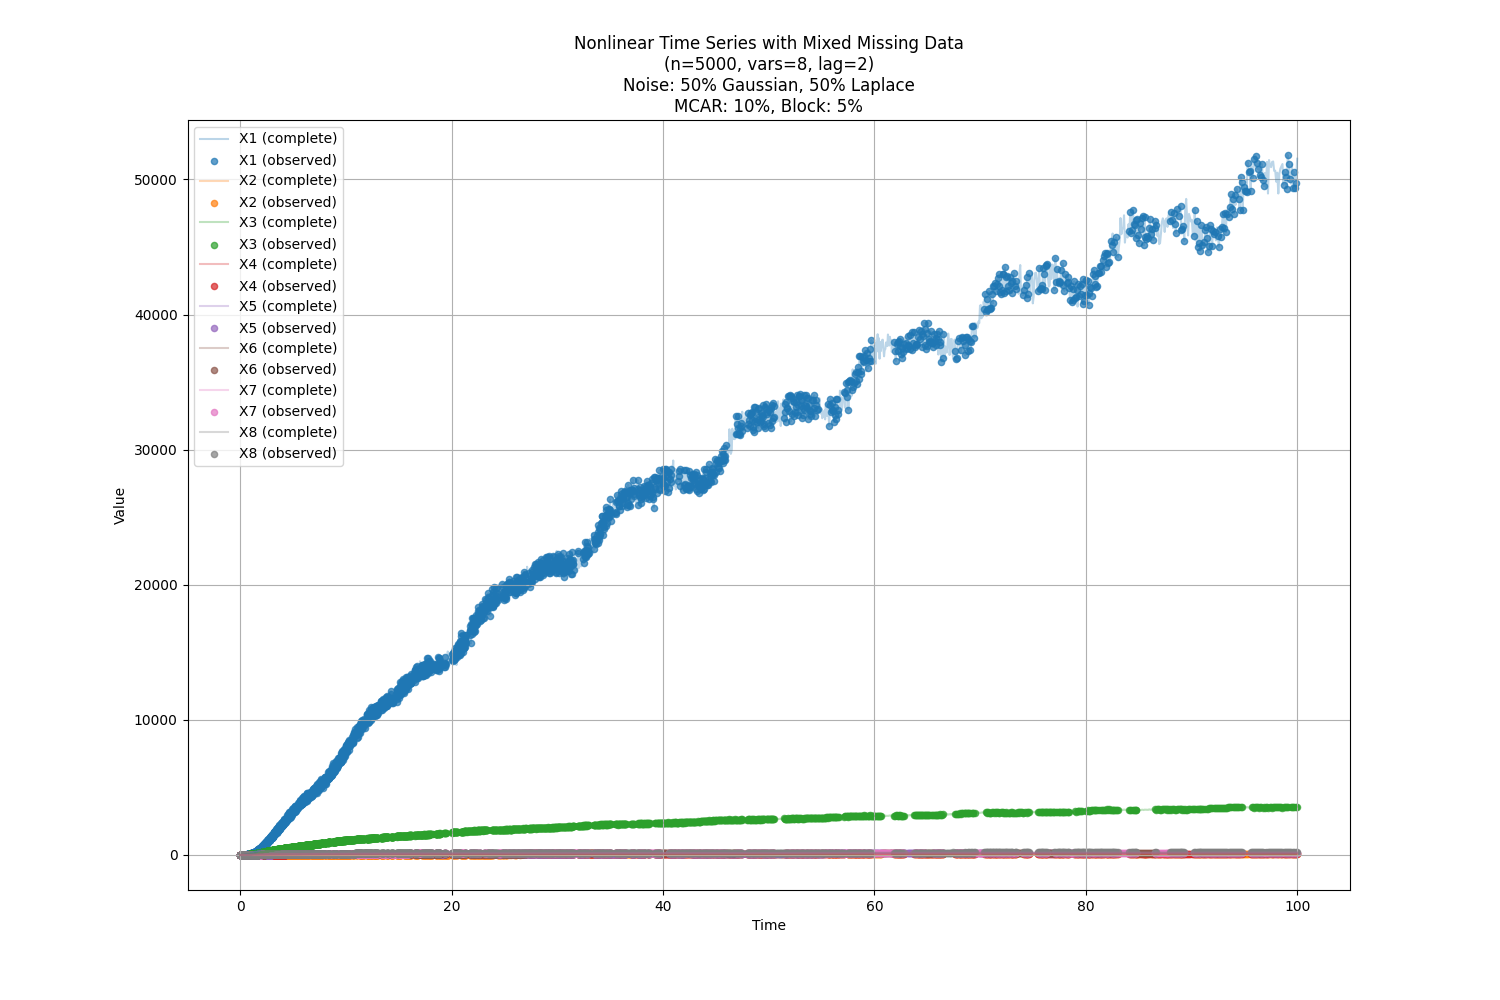 Nonlinear Time Series with Mixed Missing Data
(n=5000, vars=8, lag=2)
Noise: 50% Gaussian, 50% Laplace
MCAR: 10%, Block: 5%
X1 (complete)
X1 (observed)
X2 (complete)
X2 (observed)
X3 (complete)
X3 (observed)
X4 (complete)
X4 (observed)
X5 (complete)
X5 (observed)
X6 (complete)
X6 (observed)
X7 (complete)
X7 (observed)
X8 (complete)
X8 (observed)
50000
40000
30000
20000
10000
0
Value
0 20 40 60 80 100
Time